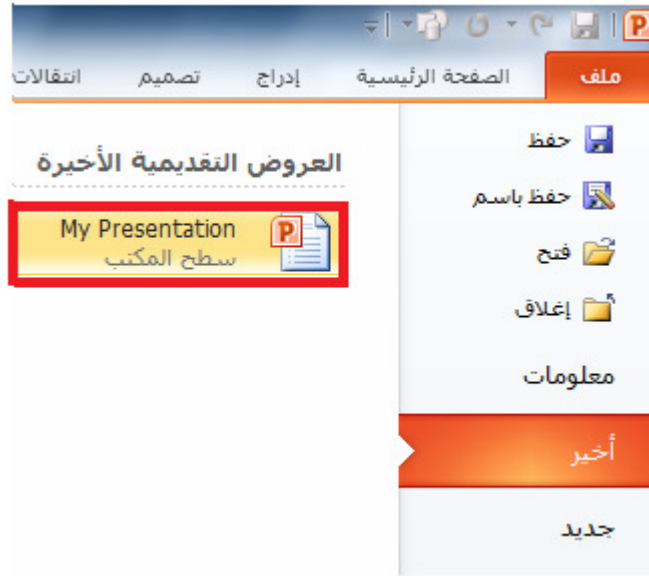 ملف
الصفحة الرئيسية
إدراج
تصميم
انتقالات
حفظ
حفظ باسم
فتح
إغلاق
معلومات
أخير
جديد
العروض التقديمية الأخيرة
My Presentation
سطح المكتب